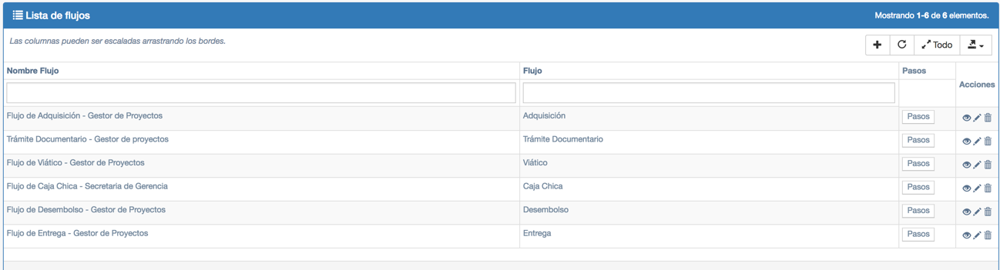 Lista de flujos
Mostrando 1-6 de 6 elementos.
Las columnas pueden ser escaladas arrastrando los bordes.
Todo
Nombre Flujo Flujo Pasos Acciones
Flujo de Adquisición - Gestor de Proyectos Adquisición Pasos
Trámite Documentario - Gestor de proyectos Trámite Documentario Pasos
Flujo de Viático - Gestor de Proyectos Viático Pasos
Flujo de Caja Chica - Secretaria de Gerencia Caja Chica Pasos
Flujo de Desembolso - Gestor de Proyectos Desembolso Pasos
Flujo de Entrega - Gestor de Proyectos Entrega Pasos